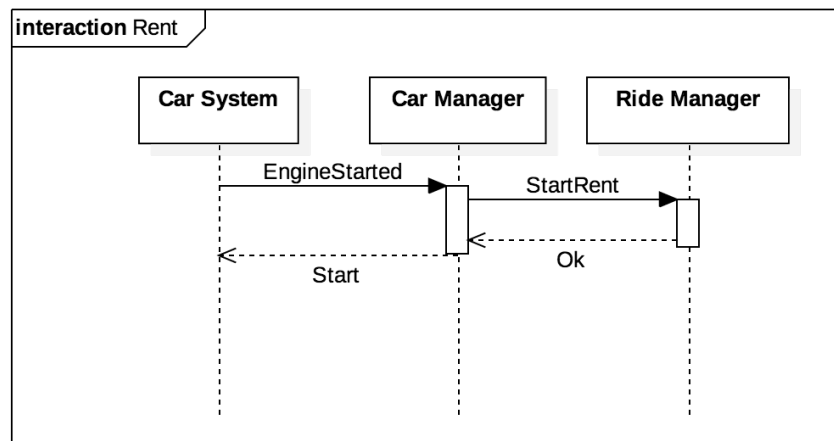 interaction Rent
Car System
Car Manager
Ride Manager
EngineStarted
StartRent
Ok
Start